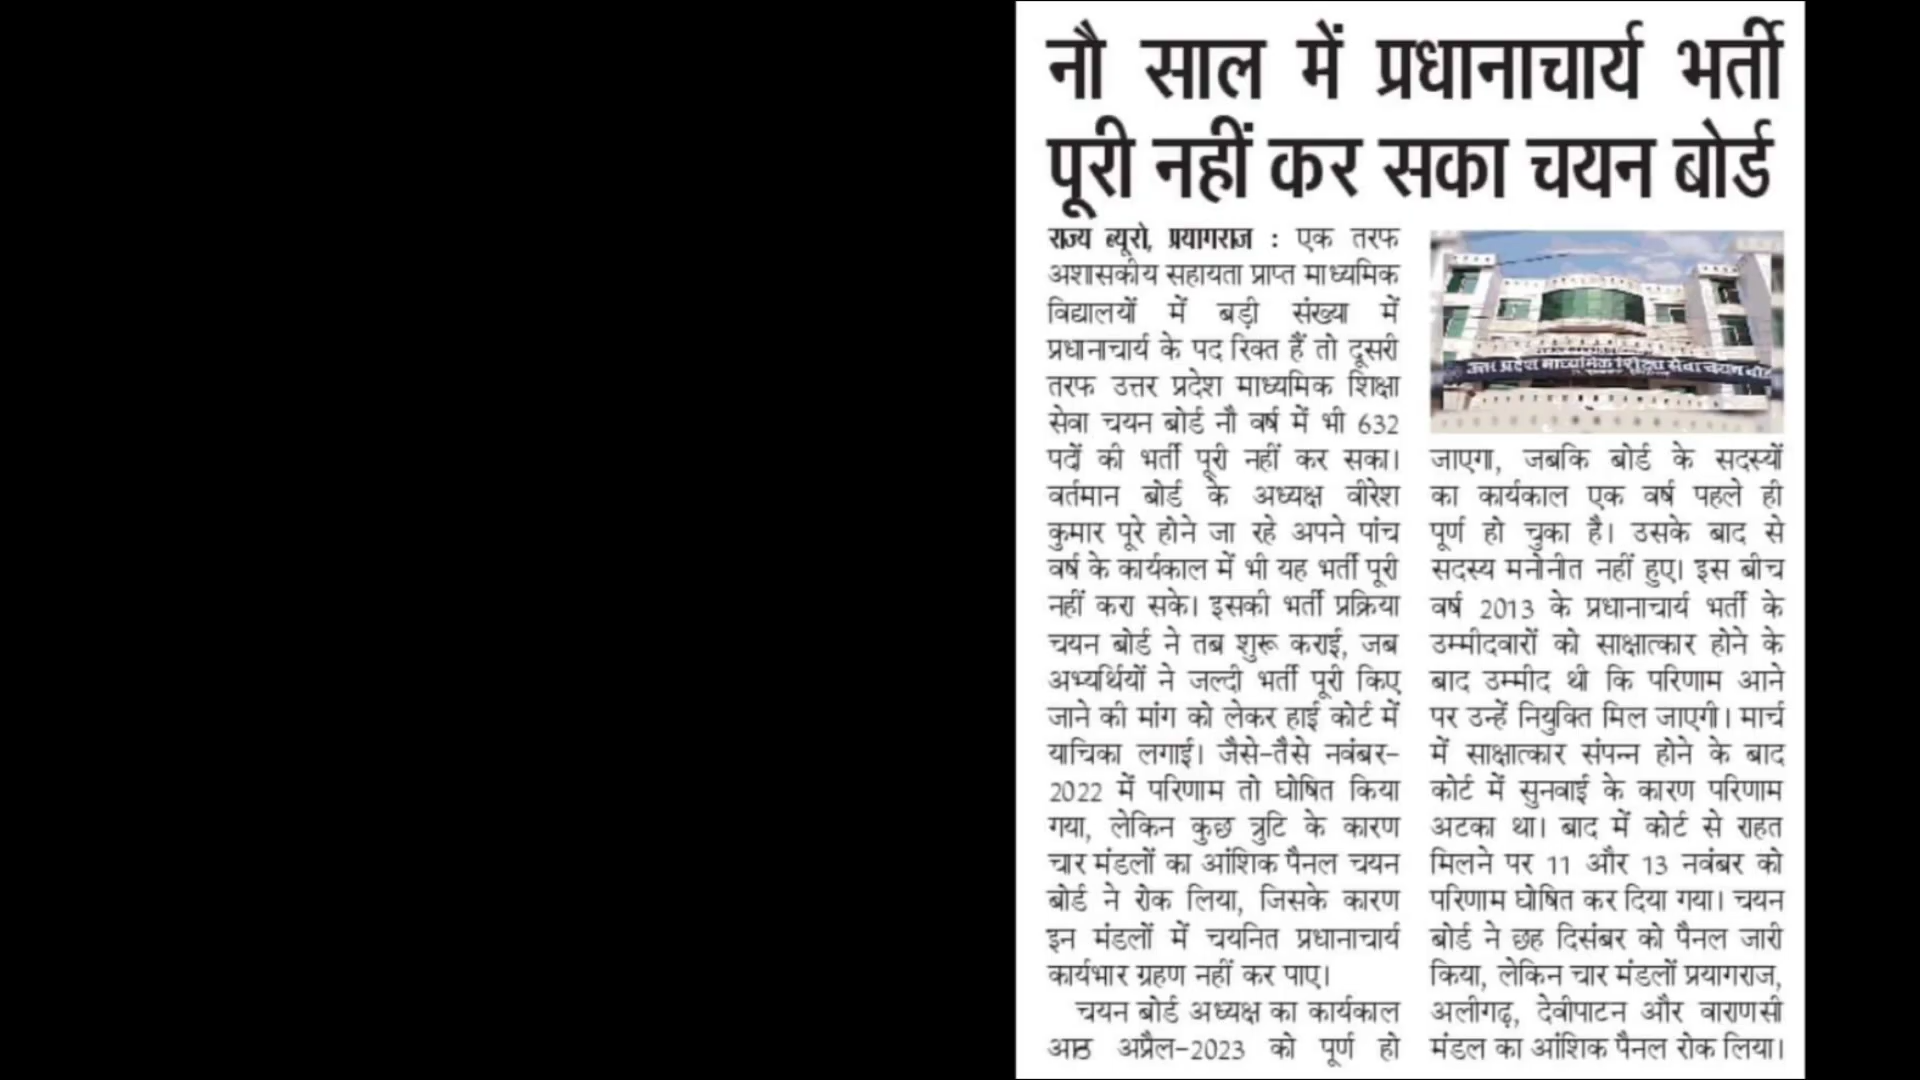 नौ साल में प्रधानाचार्य भर्ती
पूरी नहीं कर सका चयन बोर्ड
राज्य ब्यूरो, प्रयागराज : एक तरफ
अशासकीय सहायता प्राप्त माध्यमिक
विद्यालयों में बड़ी संख्या में
प्रधानाचार्य के पद रिक्त हैं तो दूसरी
तरफ उत्तर प्रदेश माध्यमिक शिक्षा
सेवा चयन बोर्ड नौ वर्ष में भी 632
पदों की भर्ती पूरी नहीं कर सका।
वर्तमान बोर्ड के अध्यक्ष वीरेश
कुमार पूरे होने जा रहे अपने पांच
वर्ष के कार्यकाल में भी यह भर्ती पूरी
नहीं करा सके। इसकी भर्ती प्रक्रिया
चयन बोर्ड ने तब शुरू कराई, जब
अभ्यर्थियों ने जल्दी भर्ती पूरी किए
जाने की मांग को लेकर हाई कोर्ट में
याचिका लगाई। जैसे-तैसे नवंबर-
2022 में परिणाम तो घोषित किया
गया, लेकिन कुछ त्रुटि के कारण
चार मंडलों का आंशिक पैनल चयन
बोर्ड ने रोक लिया, जिसके कारण
इन मंडलों में चयनित प्रधानाचार्य
कार्यभार ग्रहण नहीं कर पाए।
चयन बोर्ड अध्यक्ष का कार्यकाल
आठ अप्रैल-2023 को पूर्ण हो
उत्तर प्रदेश माध्यमिक शिक्षा सेवा चयन बोर्ड
जाएगा, जबकि बोर्ड के सदस्यों
का कार्यकाल एक वर्ष पहले ही
पूर्ण हो चुका है। उसके बाद से
सदस्य मनोनीत नहीं हुए। इस बीच
वर्ष 2013 के प्रधानाचार्य भर्ती के
उम्मीदवारों को साक्षात्कार होने के
बाद उम्मीद थी कि परिणाम आने
पर उन्हें नियुक्ति मिल जाएगी। मार्च
में साक्षात्कार संपन्न होने के बाद
कोर्ट में सुनवाई के कारण परिणाम
अटका था। बाद में कोर्ट से राहत
मिलने पर 11 और 13 नवंबर को
परिणाम घोषित कर दिया गया। चयन
बोर्ड ने छह दिसंबर को पैनल जारी
किया, लेकिन चार मंडलों प्रयागराज,
अलीगढ़, देवीपाटन और वाराणसी
मंडल का आंशिक पैनल रोक लिया।